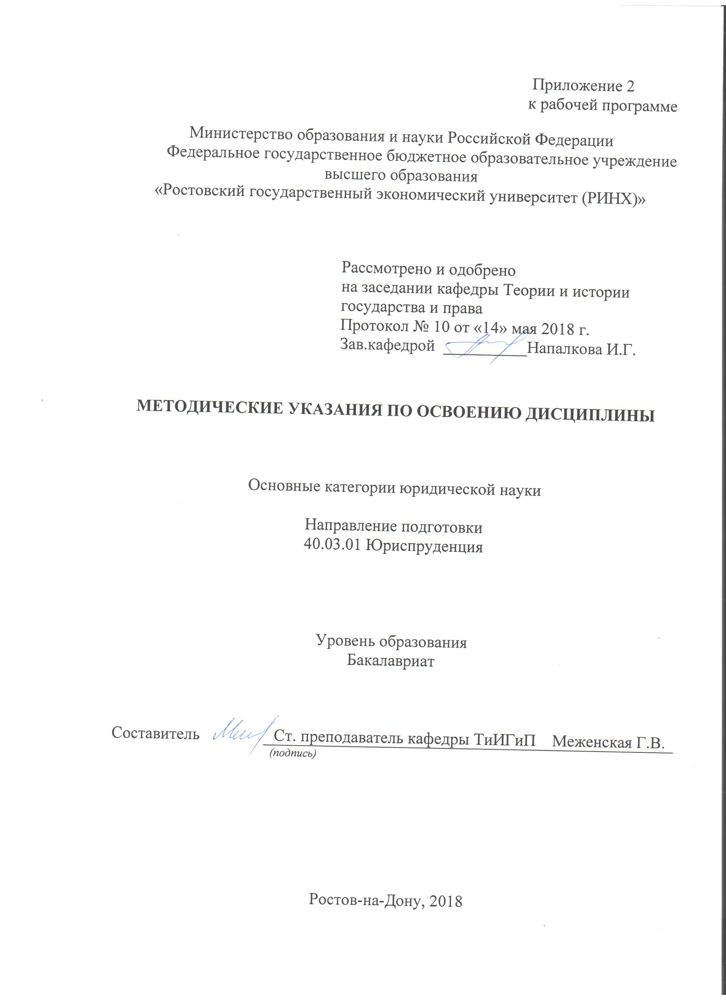 Приложение 2
к рабочей программе
Министерство образования и науки Российской Федерации
Федеральное государственное бюджетное образовательное учреждение
высшего образования
«Ростовский государственный экономический университет (РИНХ)»
Рассмотрено и одобрено
на заседании кафедры Теории и истории
государства и права
Протокол № 10 от «14» мая 2018 г.
Зав.кафедрой __________Напалкова И.Г.
МЕТОДИЧЕСКИЕ УКАЗАНИЯ ПО ОСВОЕНИЮ ДИСЦИПЛИНЫ
Основные категории юридической науки
Направление подготовки
40.03.01 Юриспруденция
Уровень образования
Бакалавриат
Составитель Ст. преподаватель кафедры ТиИГиП Меженская Г.В.
(подпись)
Ростов-на-Дону, 2018